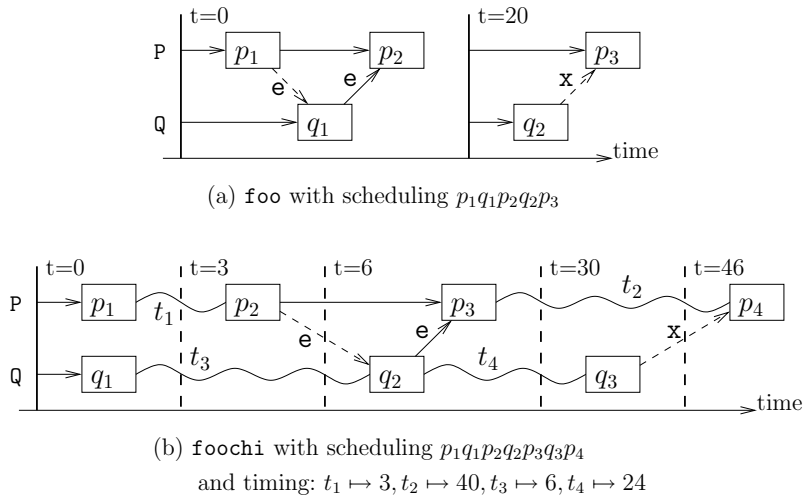 t=0 t=20
P p₁ p₂ p₃
e e x
Q q₁ q₂
time
(a) foo with scheduling p₁q₁p₂q₂p₃
t=0 t=3 t=6 t=30 t=46
P p₁ t₁ p₂ p₃ t₂ p₄
e e x
Q q₁ t₃ q₂ t₄ q₃
time
(b) foochi with scheduling p₁q₁p₂q₂p₃q₃p₄
and timing: t₁ ↦ 3, t₂ ↦ 40, t₃ ↦ 6, t₄ ↦ 24